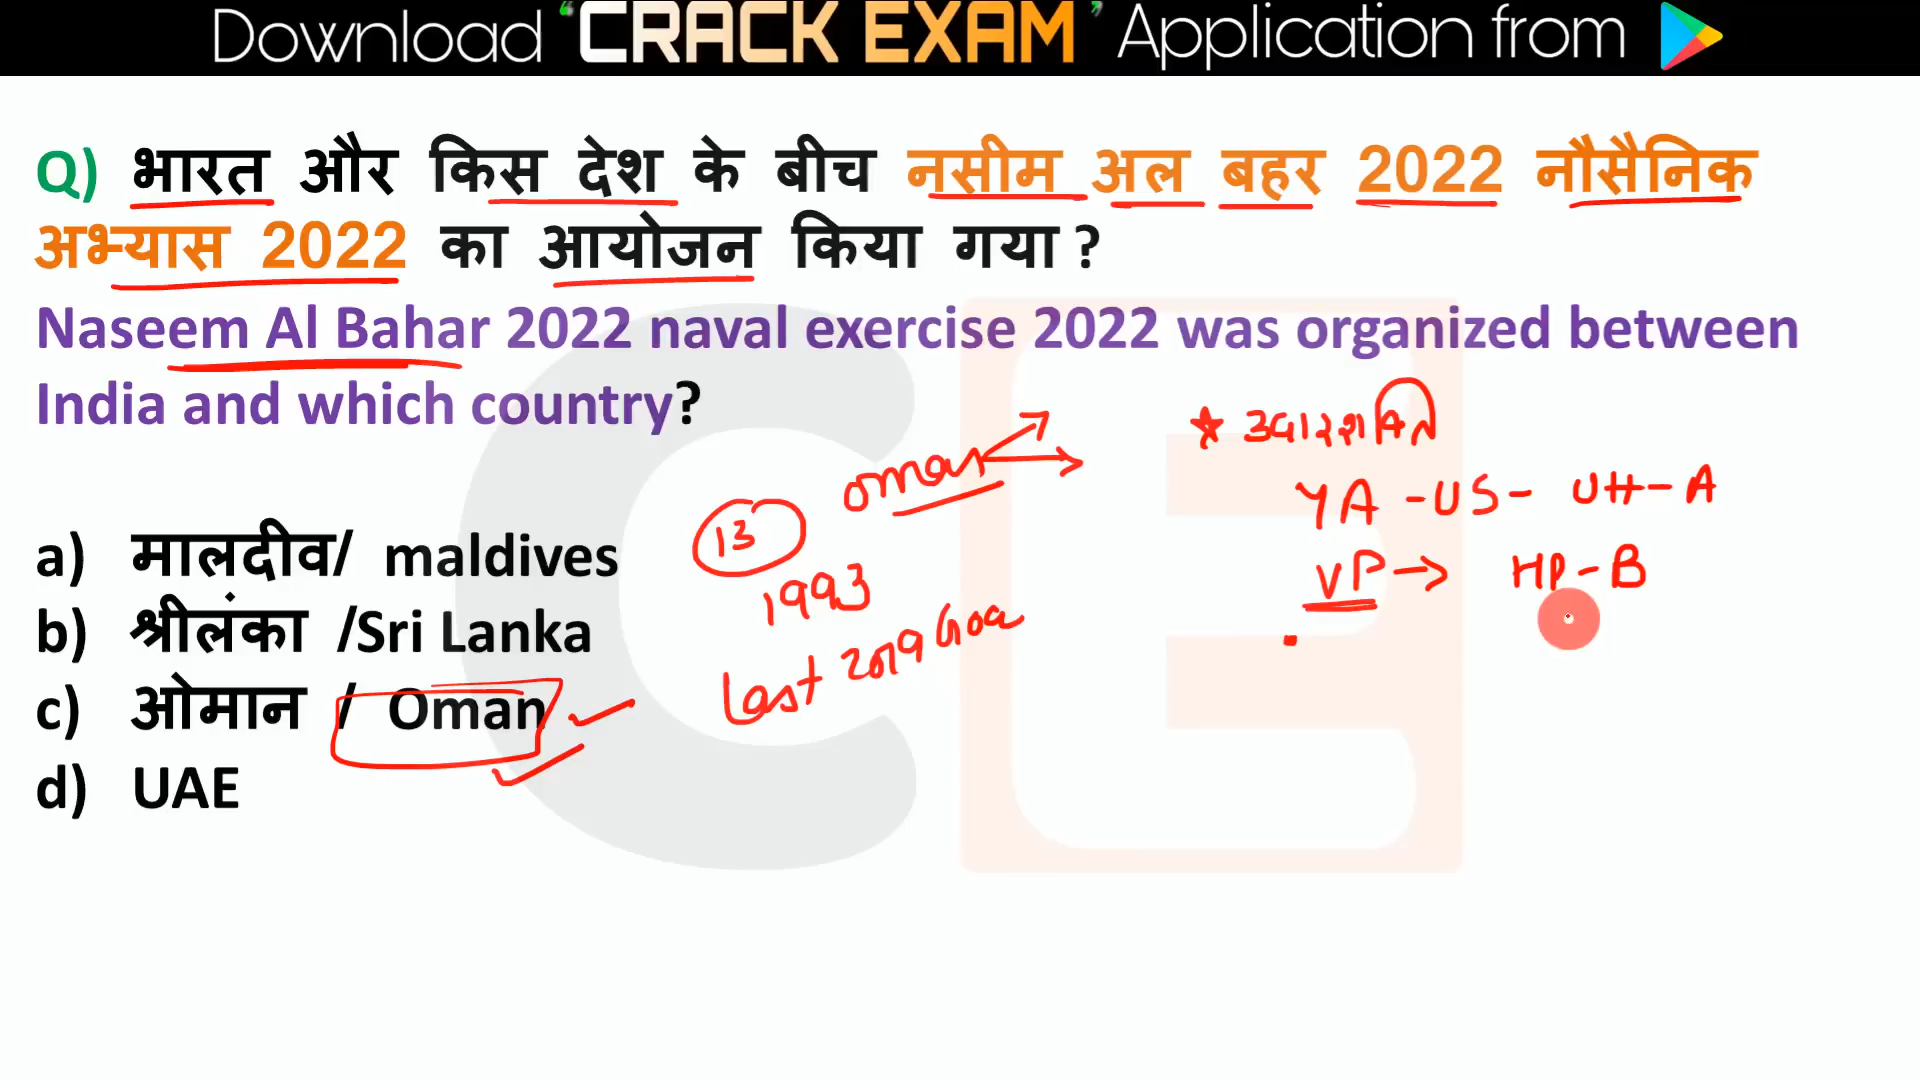 Download ‘CRACK EXAM’ Application from
Q) भारत और किस देश के बीच नसीम अल बहर 2022 नौसैनिक
अभ्यास 2022 का आयोजन किया गया ?
Naseem Al Bahar 2022 naval exercise 2022 was organized between
India and which country?
a) मालदीव/ maldives
b) श्रीलंका /Sri Lanka
c) ओमान / Oman
d) UAE
oman
13
1993
Last 2019 Goa
YA - US - UH - A
VP → HP - B
CE